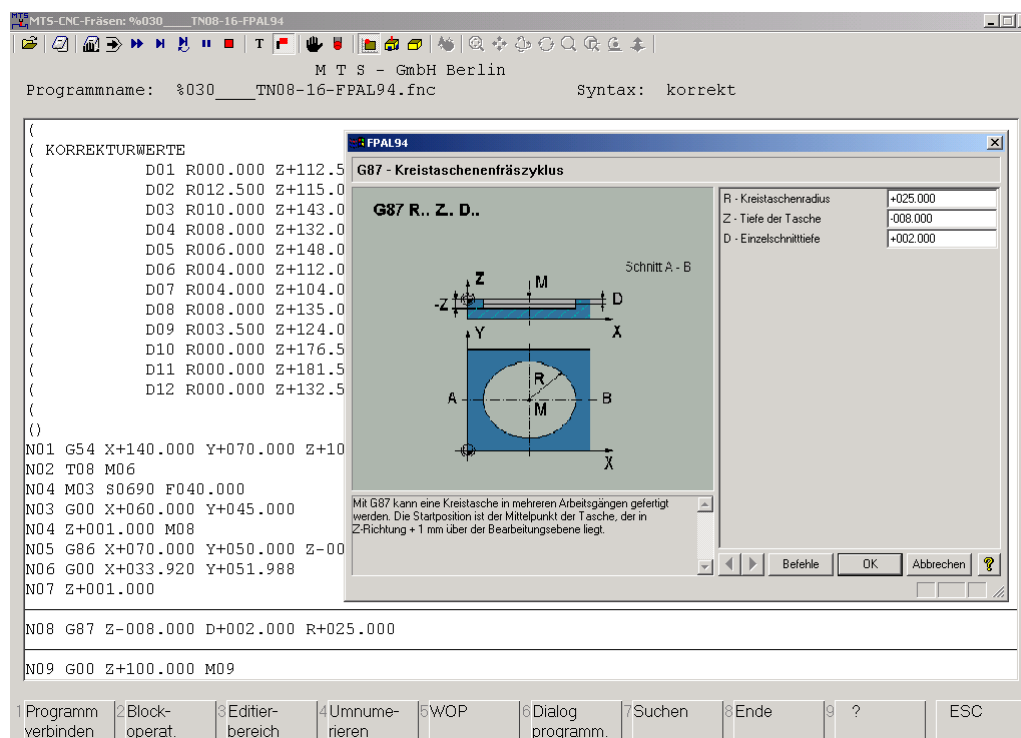 MTS-CNC-Fräsen: %030____TN08-16-FPAL94
M T S - GmbH Berlin
Programmname: %030____TN08-16-FPAL94.fnc Syntax: korrekt
(
( KORREKTURWERTE
( D01 R000.000 Z+112.5
( D02 R012.500 Z+115.0
( D03 R010.000 Z+143.0
( D04 R008.000 Z+132.0
( D05 R006.000 Z+148.0
( D06 R004.000 Z+112.0
( D07 R004.000 Z+104.0
( D08 R008.000 Z+135.0
( D09 R003.500 Z+124.0
( D10 R000.000 Z+176.5
( D11 R000.000 Z+181.5
( D12 R000.000 Z+132.5
(
()
N01 G54 X+140.000 Y+070.000 Z+10
N02 T08 M06
N04 M03 S0690 F040.000
N03 G00 X+060.000 Y+045.000
N04 Z+001.000 M08
N05 G86 X+070.000 Y+050.000 Z-00
N06 G00 X+033.920 Y+051.988
N07 Z+001.000
N08 G87 Z-008.000 D+002.000 R+025.000
N09 G00 Z+100.000 M09
FPAL94
G87 - Kreistaschenenfräszyklus
G87 R.. Z.. D..
Schnitt A - B
Z
M
-Z
D
X
Y
R
A
B
M
X
R - Kreistaschenradius +025.000
Z - Tiefe der Tasche -008.000
D - Einzelschnitttiefe +002.000
Mit G87 kann eine Kreistasche in mehreren Arbeitsgängen gefertigt
werden. Die Startposition ist der Mittelpunkt der Tasche, der in
Z-Richtung + 1 mm über der Bearbeitungsebene liegt.
Befehle OK Abbrechen ?
1 Programm verbinden
2 Block- operat.
3 Editier- bereich
4 Umnume- rieren
5 WOP
6 Dialog programm.
7 Suchen
8 Ende
9 ?
ESC